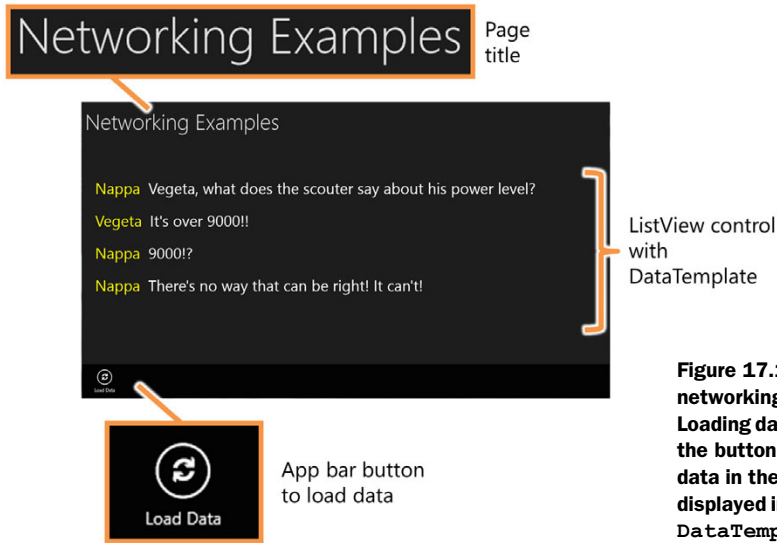 Networking Examples
Page
title
Networking Examples
Nappa Vegeta, what does the scouter say about his power level?
Vegeta It's over 9000!!
Nappa 9000!?
Nappa There's no way that can be right! It can't!
ListView control
with
DataTemplate
Load Data
Load Data
App bar button
to load data
Figure 17.
networking
Loading da
the button
data in the
displayed i
DataTemp